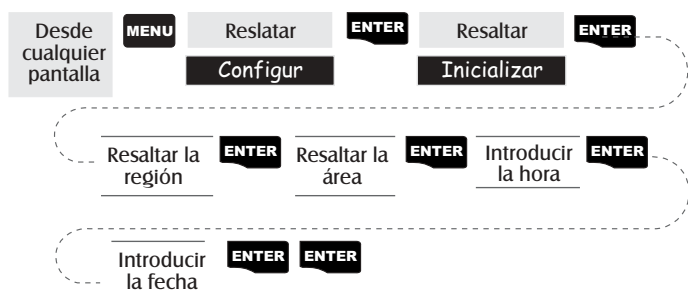 Desde
cualquier
pantalla
MENU
Reslatar
Configur
ENTER
Resaltar
Inicializar
ENTER
Resaltar la
región
ENTER
Resaltar la
área
ENTER
Introducir
la hora
ENTER
Introducir
la fecha
ENTER
ENTER